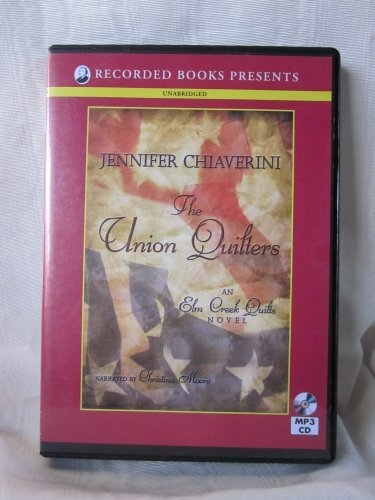 RECORDED BOOKS PRESENTS
UNABRIDGED
JENNIFER CHIAVERINI
The
Union Quilters
AN
Elm Creek Quilts
NOVEL
NARRATED BY Christina Moore
MP3
CD